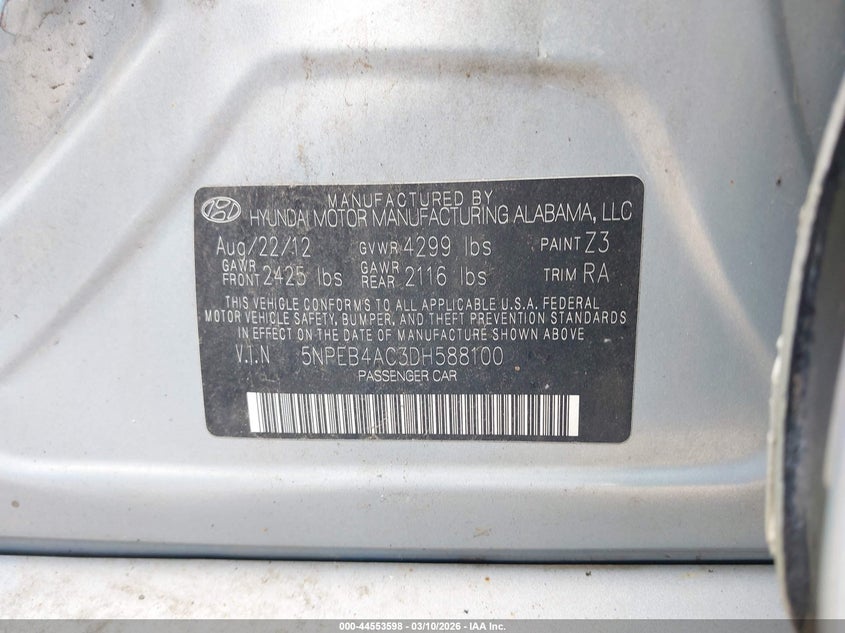 MANUFACTURED BY
HYUNDAI MOTOR MANUFACTURING ALABAMA, LLC
Aug/22/12 GVWR 4299 lbs PAINT Z3
GAWR FRONT 2425 lbs GAWR REAR 2116 lbs TRIM RA
THIS VEHICLE CONFORMS TO ALL APPLICABLE U.S.A. FEDERAL
MOTOR VEHICLE SAFETY, BUMPER, AND THEFT PREVENTION STANDARDS
IN EFFECT ON THE DATE OF MANUFACTURE SHOWN ABOVE
V.I.N 5NPEB4AC3DH588100
PASSENGER CAR
000-44553598 - 03/10/2026 - IAA Inc.